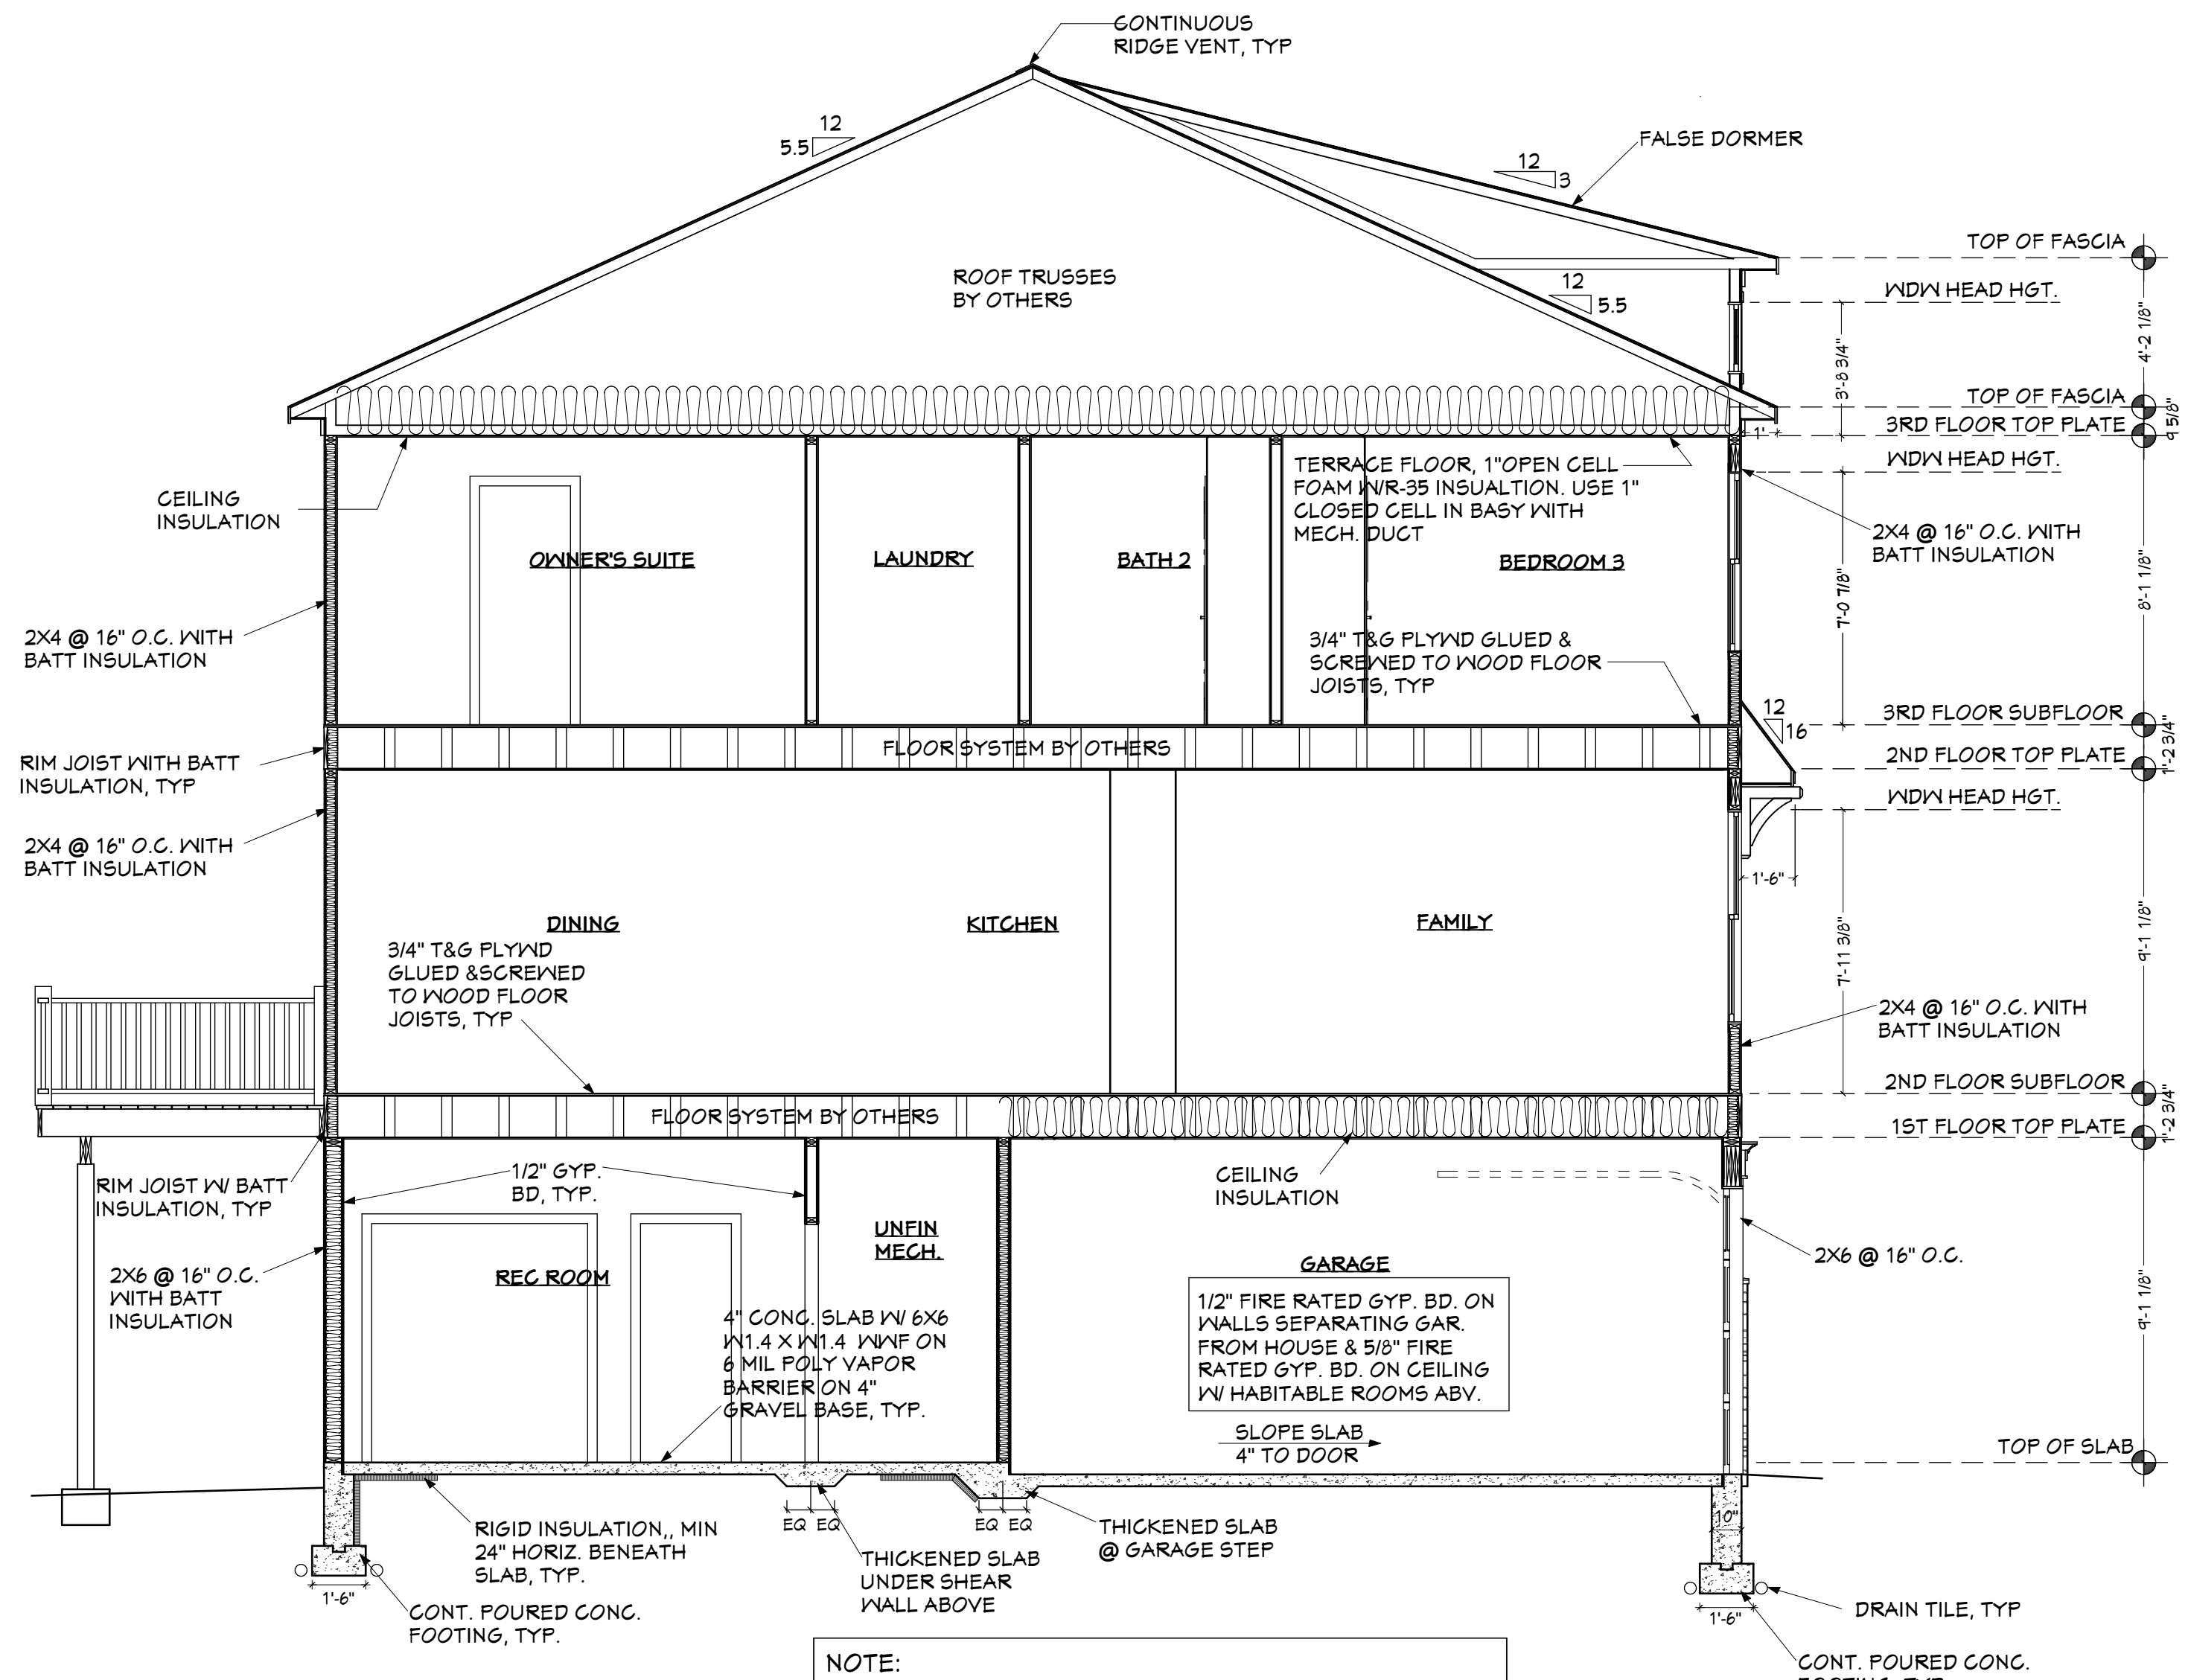 CONTINUOUS
RIDGE VENT, TYP
12
5.5
FALSE DORMER
12
3
TOP OF FASCIA
WDW HEAD HGT.
ROOF TRUSSES
BY OTHERS
12
5.5
4'-2 1/8"
3'-8 3/4"
TOP OF FASCIA
9 5/8"
3RD FLOOR TOP PLATE
1'
WDW HEAD HGT.
CEILING
INSULATION
TERRACE FLOOR, 1"OPEN CELL
FOAM W/R-35 INSUALTION. USE 1"
CLOSED CELL IN BASY WITH
MECH. DUCT
2X4 @ 16" O.C. WITH
BATT INSULATION
OWNER'S SUITE
LAUNDRY
BATH 2
BEDROOM 3
7'-0 7/8"
8'-1 1/8"
2X4 @ 16" O.C. WITH
BATT INSULATION
3/4" T&G PLYWD GLUED &
SCREWED TO WOOD FLOOR
JOISTS, TYP
12
16
3RD FLOOR SUBFLOOR
1'-2 3/4"
RIM JOIST WITH BATT
INSULATION, TYP
FLOOR SYSTEM BY OTHERS
2ND FLOOR TOP PLATE
WDW HEAD HGT.
2X4 @ 16" O.C. WITH
BATT INSULATION
1'-6"
DINING
KITCHEN
FAMILY
7'-11 3/8"
9'-1 1/8"
3/4" T&G PLYWD
GLUED &SCREWED
TO WOOD FLOOR
JOISTS, TYP
2X4 @ 16" O.C. WITH
BATT INSULATION
2ND FLOOR SUBFLOOR
1'-2 3/4"
FLOOR SYSTEM BY OTHERS
1ST FLOOR TOP PLATE
RIM JOIST W/ BATT
INSULATION, TYP
1/2" GYP.
BD, TYP.
CEILING
INSULATION
UNFIN
MECH.
2X6 @ 16" O.C.
2X6 @ 16" O.C.
WITH BATT
INSULATION
REC ROOM
GARAGE
9'-1 1/8"
4" CONC. SLAB W/ 6X6
W1.4 X W1.4 WWF ON
6 MIL POLY VAPOR
BARRIER ON 4"
GRAVEL BASE, TYP.
1/2" FIRE RATED GYP. BD. ON
WALLS SEPARATING GAR.
FROM HOUSE & 5/8" FIRE
RATED GYP. BD. ON CEILING
W/ HABITABLE ROOMS ABV.
SLOPE SLAB
4" TO DOOR
TOP OF SLAB
EQ EQ
EQ EQ
10"
RIGID INSULATION,, MIN
24" HORIZ. BENEATH
SLAB, TYP.
THICKENED SLAB
@ GARAGE STEP
THICKENED SLAB
UNDER SHEAR
WALL ABOVE
1'-6"
CONT. POURED CONC.
FOOTING, TYP.
1'-6"
DRAIN TILE, TYP
CONT. POURED CONC.
NOTE: